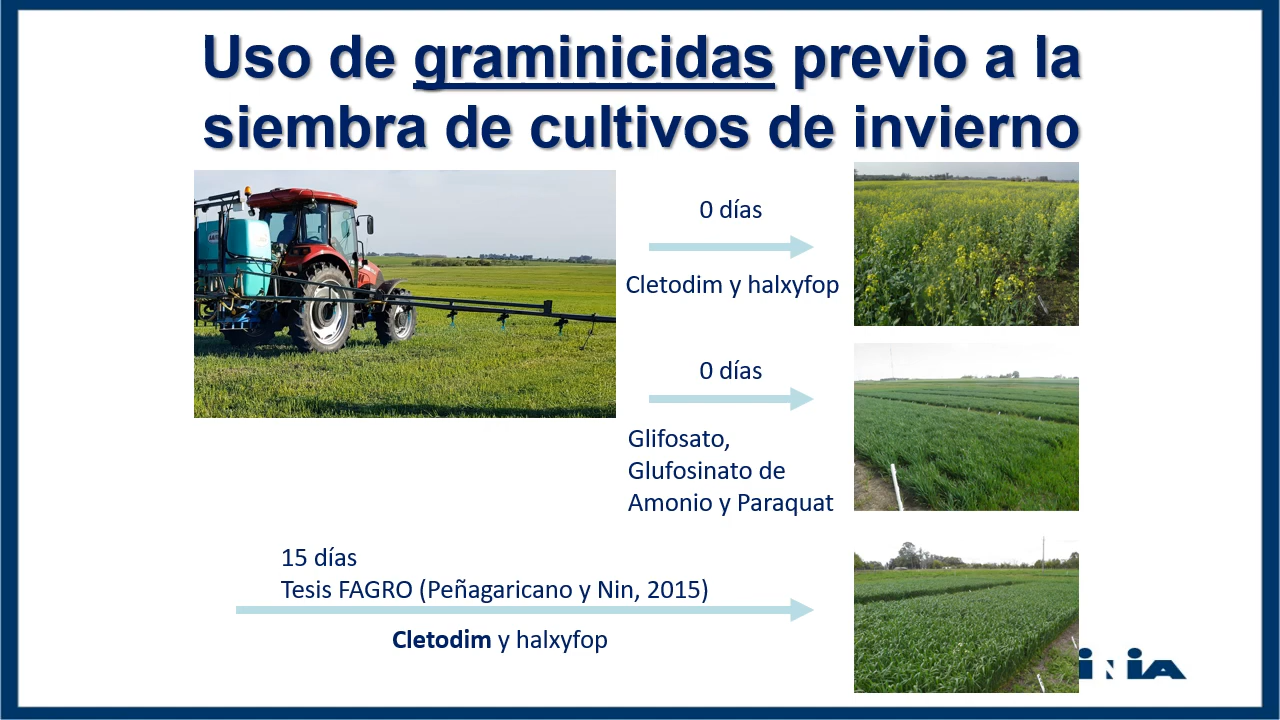 Uso de graminicidas previo a la
siembra de cultivos de invierno
0 días
Cletodim y halxyfop
0 días
Glifosato,
Glufosinato de
Amonio y Paraquat
15 días
Tesis FAGRO (Peñagaricano y Nin, 2015)
Cletodim y halxyfop
INIA